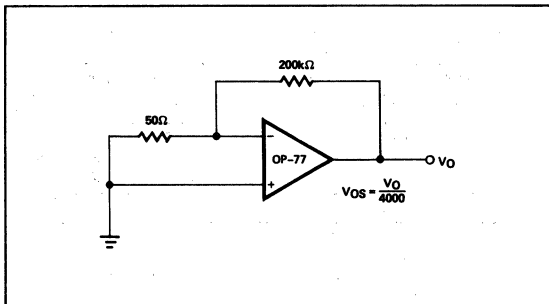 200kΩ
50Ω
−
OP-77
+
VO
VOS = VO/4000